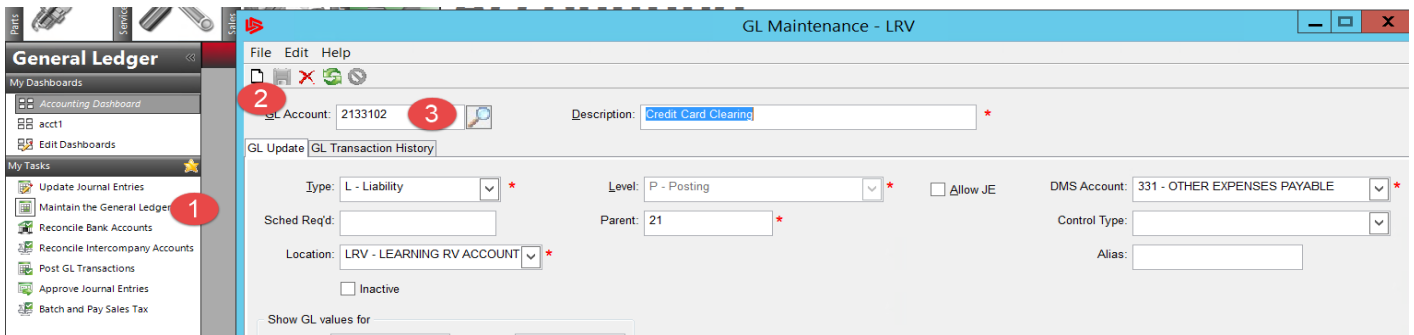 Parts
Service
Sales
GL Maintenance - LRV
General Ledger
My Dashboards
Accounting Dashboard
acct1
Edit Dashboards
My Tasks
Update Journal Entries
Maintain the General Ledger
1
Reconcile Bank Accounts
Reconcile Intercompany Accounts
Post GL Transactions
Approve Journal Entries
Batch and Pay Sales Tax
File Edit Help
2
GL Account: 2133102 3 Description: Credit Card Clearing *
GL Update GL Transaction History
Type: L - Liability * Level: P - Posting * Allow JE DMS Account: 331 - OTHER EXPENSES PAYABLE *
Sched Req'd: Parent: 21 * Control Type:
Location: LRV - LEARNING RV ACCOUNT * Alias:
Inactive
Show GL values for